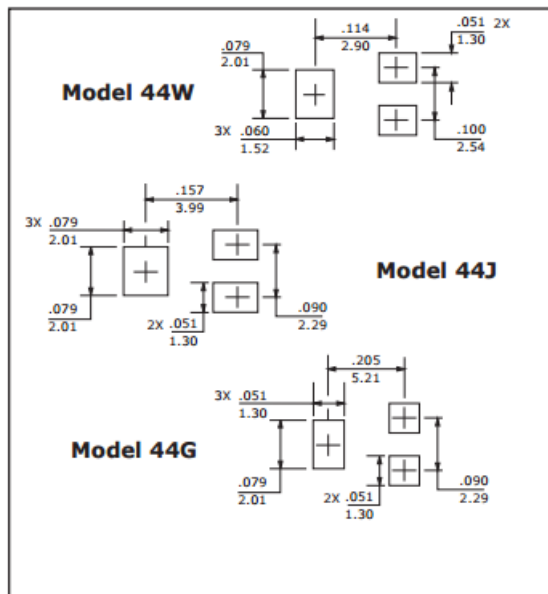 .114
2.90
.051 2X
1.30
.079
2.01
Model 44W
3X .060
1.52
.100
2.54
.157
3.99
3X .079
2.01
Model 44J
.079
2.01
2X .051
1.30
.090
2.29
.205
5.21
3X .051
1.30
Model 44G
.079
2.01
2X .051
1.30
.090
2.29